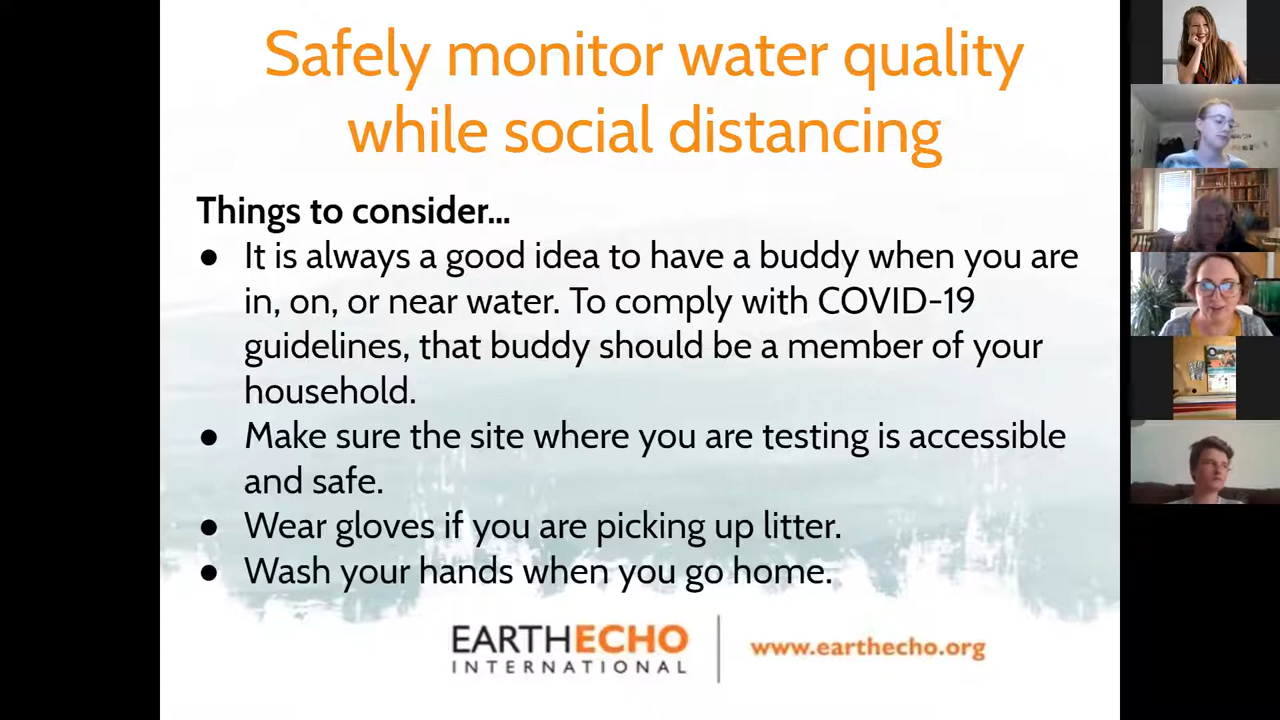 Safely monitor water quality
while social distancing
Things to consider...
● It is always a good idea to have a buddy when you are
in, on, or near water. To comply with COVID-19
guidelines, that buddy should be a member of your
household.
● Make sure the site where you are testing is accessible
and safe.
● Wear gloves if you are picking up litter.
● Wash your hands when you go home.
EARTHECHO
INTERNATIONAL
www.earthecho.org